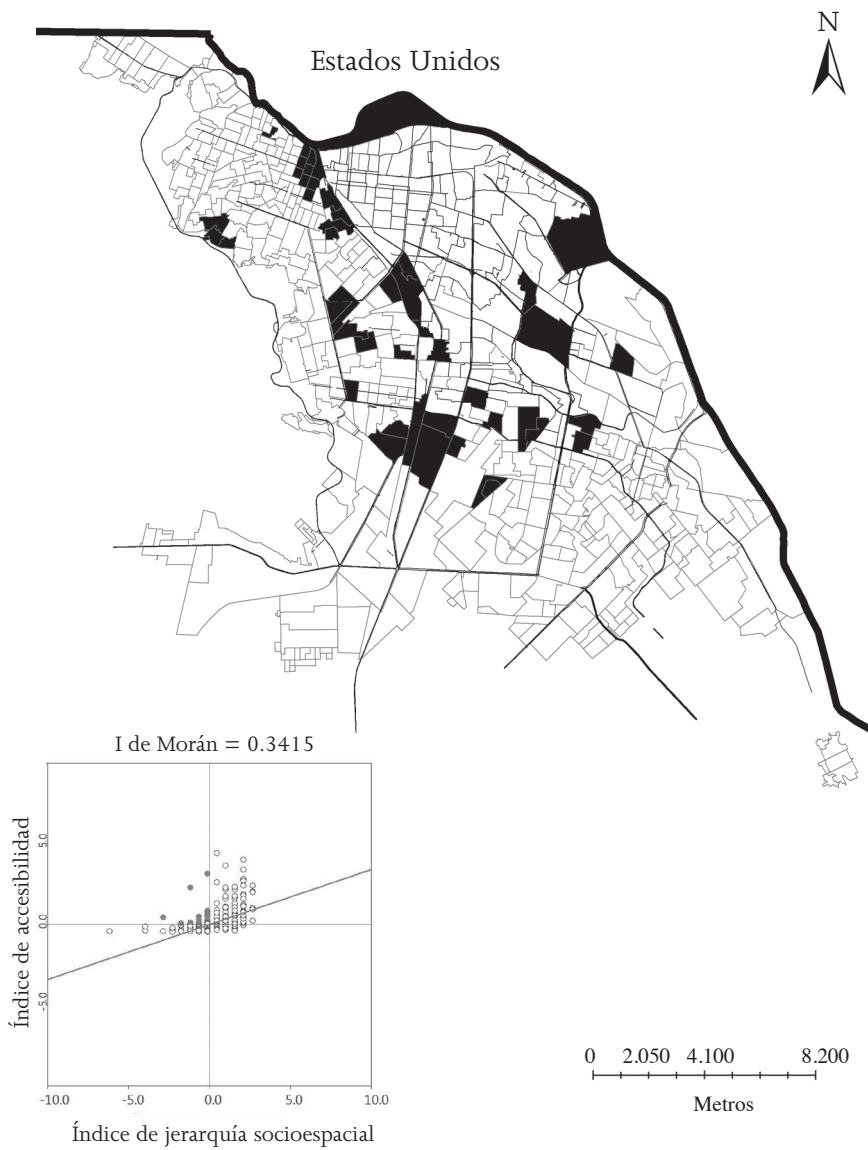 N
Estados Unidos
I de Morán = 0.3415
Índice de accesibilidad
5.0
0.0
-5.0
-10.0 -5.0 0.0 5.0 10.0
Índice de jerarquía socioespacial
0 2.050 4.100 8.200
Metros